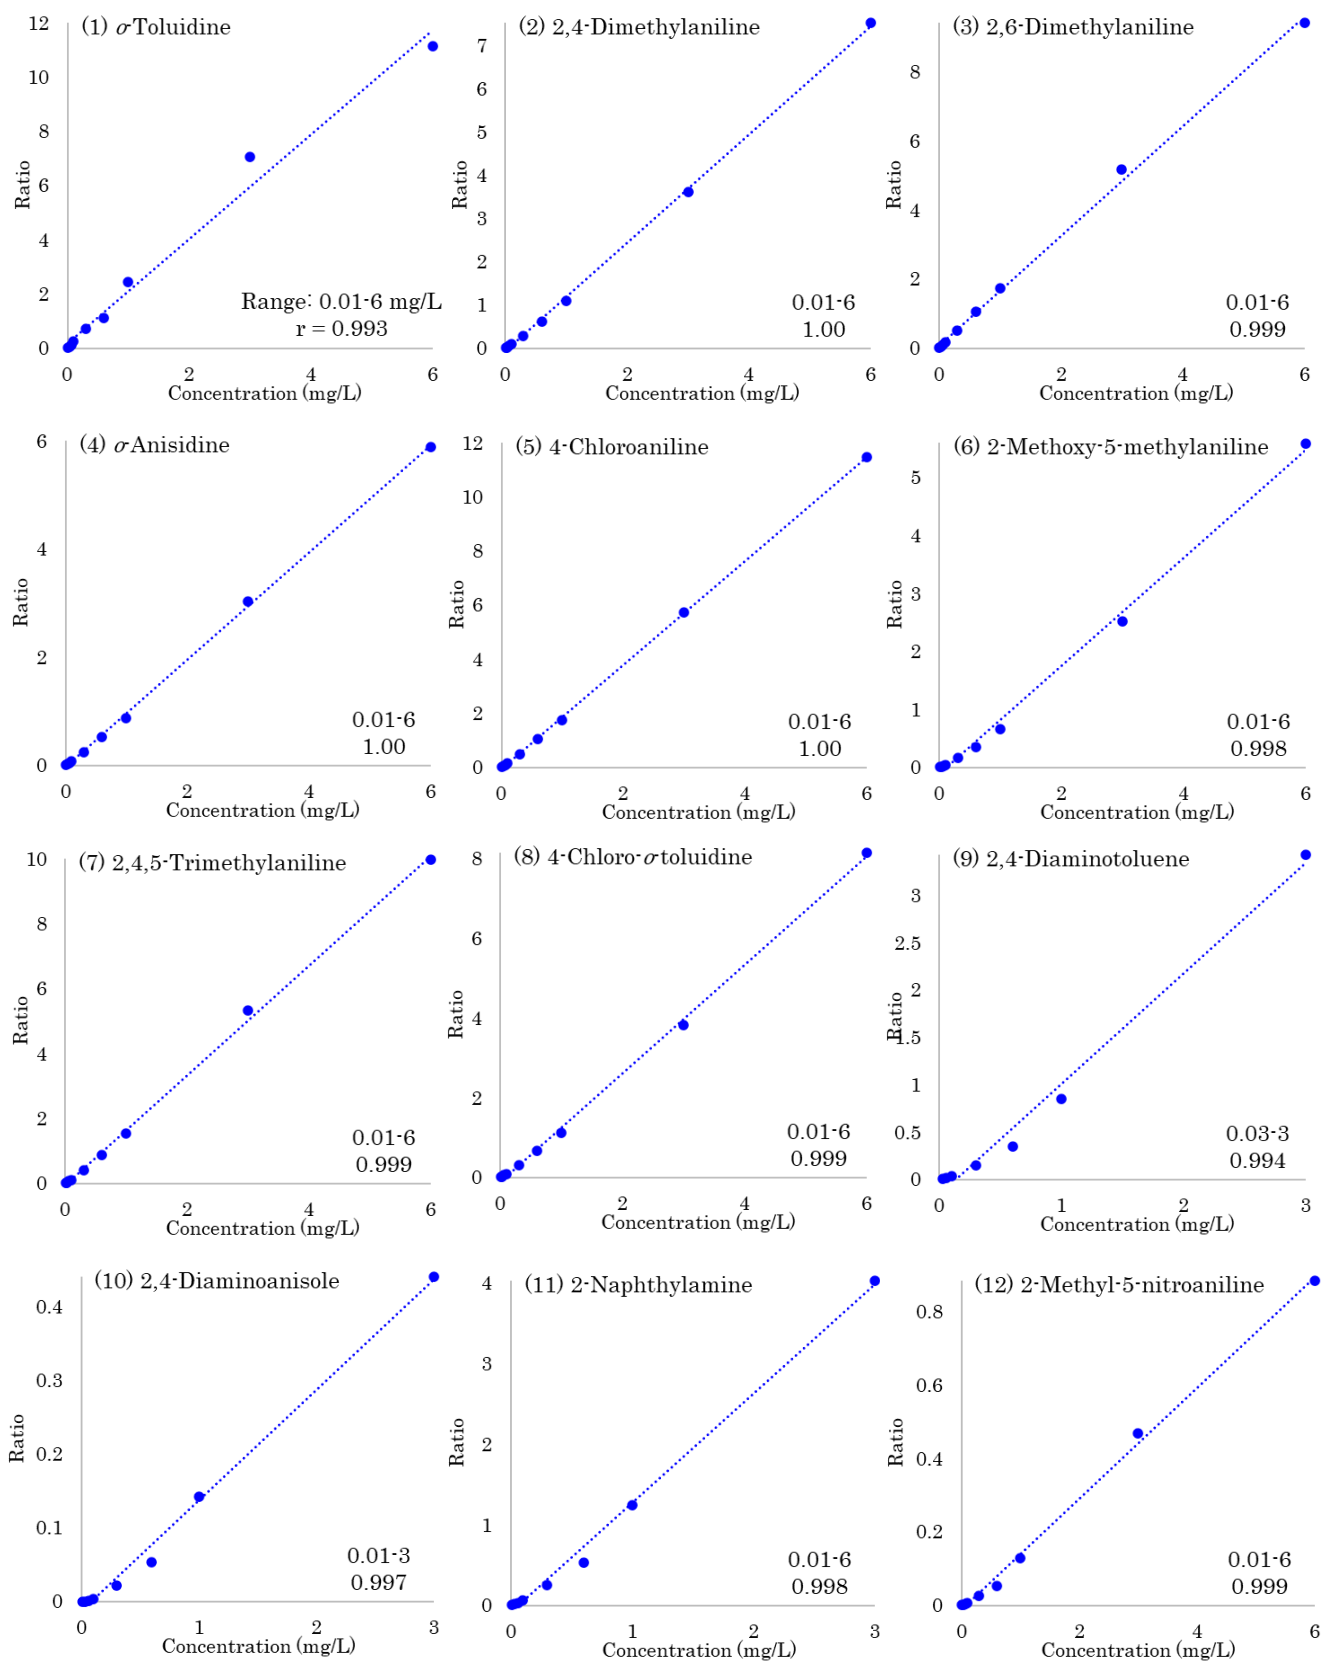 (1) o-Toluidine
12
10
8
6
4
2
0
Ratio
Range: 0.01-6 mg/L
r = 0.993
0 2 4 6
Concentration (mg/L)
(2) 2,4-Dimethylaniline
7
6
5
4
3
2
1
0
Ratio
0.01-6
1.00
0 2 4 6
Concentration (mg/L)
(3) 2,6-Dimethylaniline
8
6
4
2
0
Ratio
0.01-6
0.999
0 2 4 6
Concentration (mg/L)
(4) o-Anisidine
6
4
2
0
Ratio
0.01-6
1.00
0 2 4 6
Concentration (mg/L)
(5) 4-Chloroaniline
12
10
8
6
4
2
0
Ratio
0.01-6
1.00
0 2 4 6
Concentration (mg/L)
(6) 2-Methoxy-5-methylaniline
5
4
3
2
1
0
Ratio
0.01-6
0.998
0 2 4 6
Concentration (mg/L)
(7) 2,4,5-Trimethylaniline
10
8
6
4
2
0
Ratio
0.01-6
0.999
0 2 4 6
Concentration (mg/L)
(8) 4-Chloro-o-toluidine
8
6
4
2
0
Ratio
0.01-6
0.999
0 2 4 6
Concentration (mg/L)
(9) 2,4-Diaminotoluene
3
2.5
2
1.5
1
0.5
0
Ratio
0.03-3
0.994
0 1 2 3
Concentration (mg/L)
(10) 2,4-Diaminoanisole
0.4
0.3
0.2
0.1
0
Ratio
0.01-3
0.997
0 1 2 3
Concentration (mg/L)
(11) 2-Naphthylamine
4
3
2
1
0
Ratio
0.01-6
0.998
0 1 2 3
Concentration (mg/L)
(12) 2-Methyl-5-nitroaniline
0.8
0.6
0.4
0.2
0
Ratio
0.01-6
0.999
0 2 4 6
Concentration (mg/L)